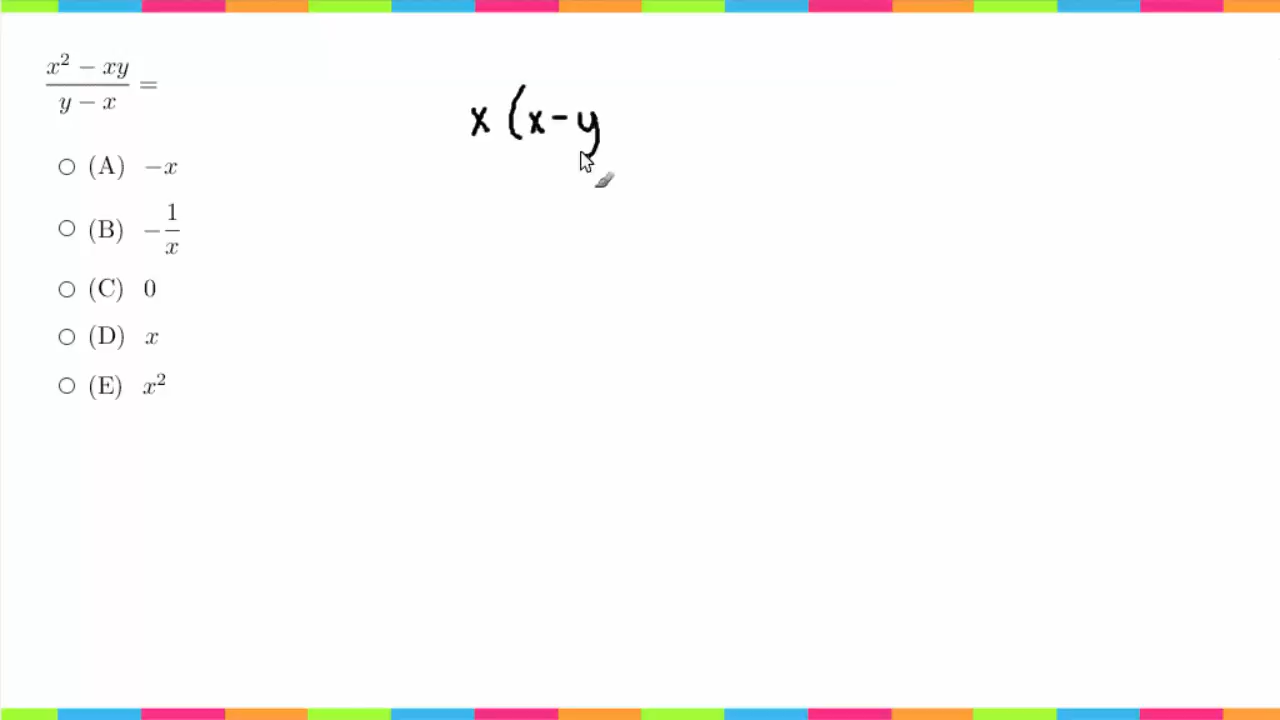 x² − xy
y − x
=
x (x-y
(A) −x
(B) −1/x
(C) 0
(D) x
(E) x²